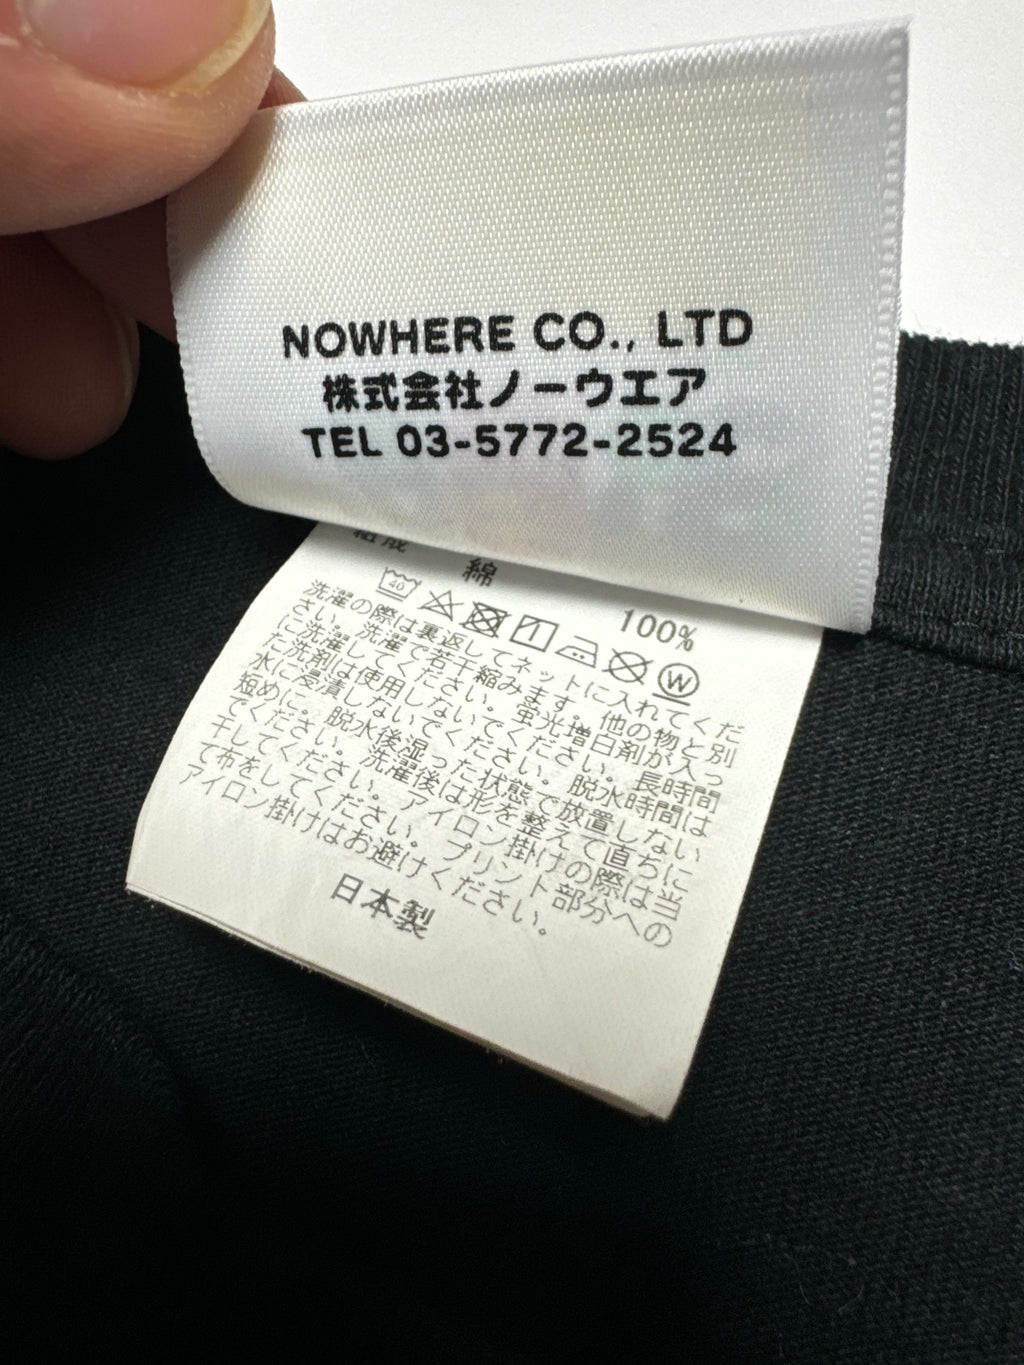 NOWHERE CO., LTD
株式会社ノーウエア
TEL 03-5772-2524
組成
綿 100%
40 W
洗濯の際は裏返してネットに入れてくだ
さい。洗濯で若干縮みます。他の物と別
に洗濯してください。蛍光増白剤が入っ
た洗剤は使用しないでください。長時間
水に浸漬しないでください。脱水時間は
短めに。脱水後湿った状態で放置しない
でください。洗濯後は形を整えて直ちに
干してください。アイロン掛けの際は当
て布をしてください。プリント部分への
アイロン掛けはお避けください。
日本製